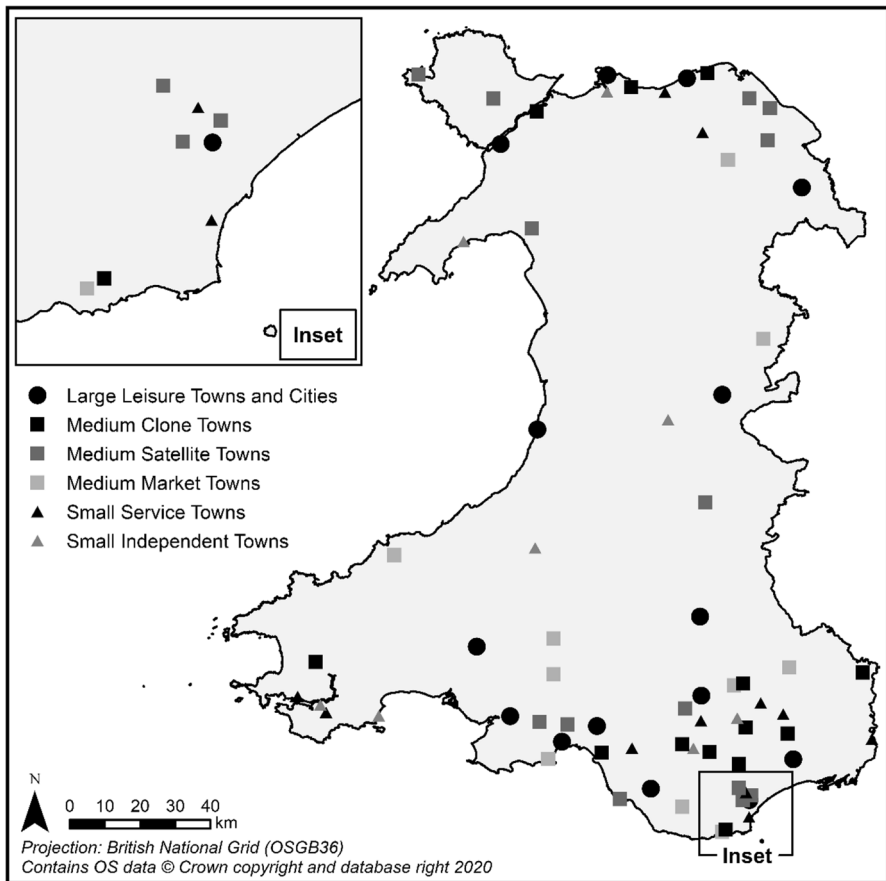 Inset
Large Leisure Towns and Cities
Medium Clone Towns
Medium Satellite Towns
Medium Market Towns
Small Service Towns
Small Independent Towns
N
0 10 20 30 40
km
Projection: British National Grid (OSGB36)
Contains OS data © Crown copyright and database right 2020
Inset